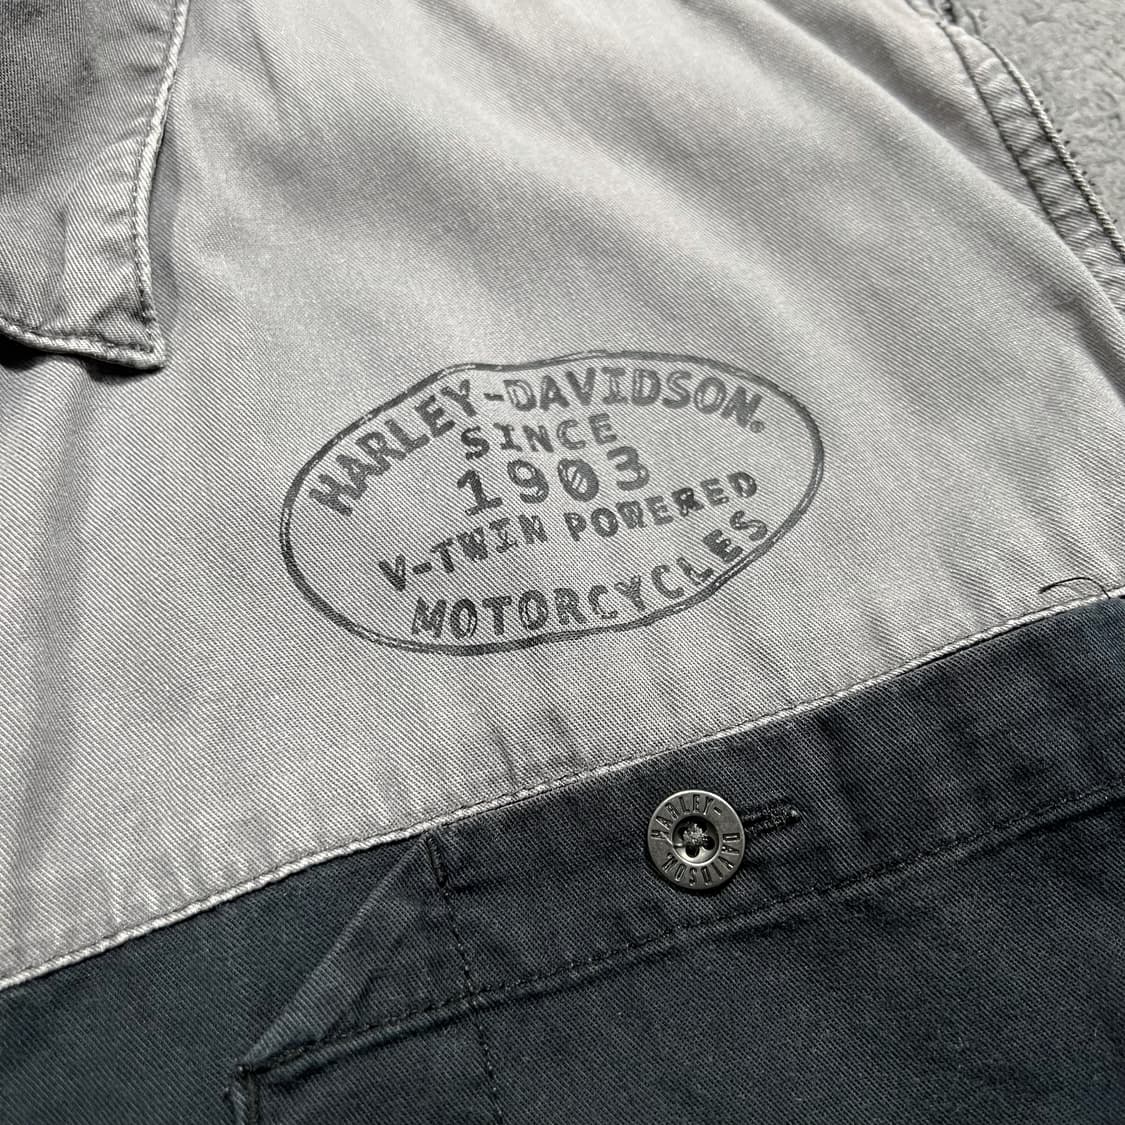 HARLEY-DAVIDSON®
SINCE
1903
V-TWIN POWERED
MOTORCYCLES
HARLEY-DAVIDSON